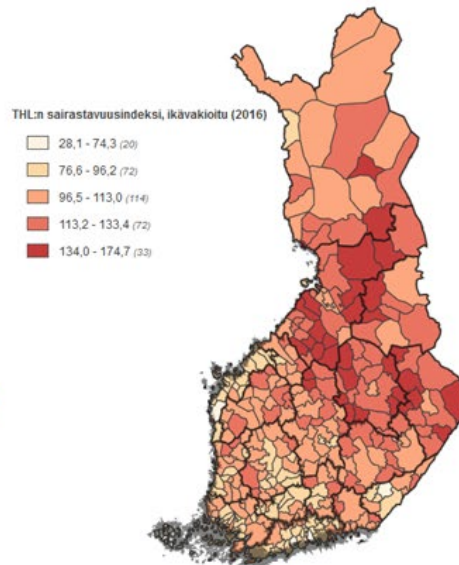 THL:n sairastavuusindeksi, ikävakioitu (2016)
28,1 - 74,3 (20)
76,6 - 96,2 (72)
96,5 - 113,0 (114)
113,2 - 133,4 (72)
134,0 - 174,7 (33)